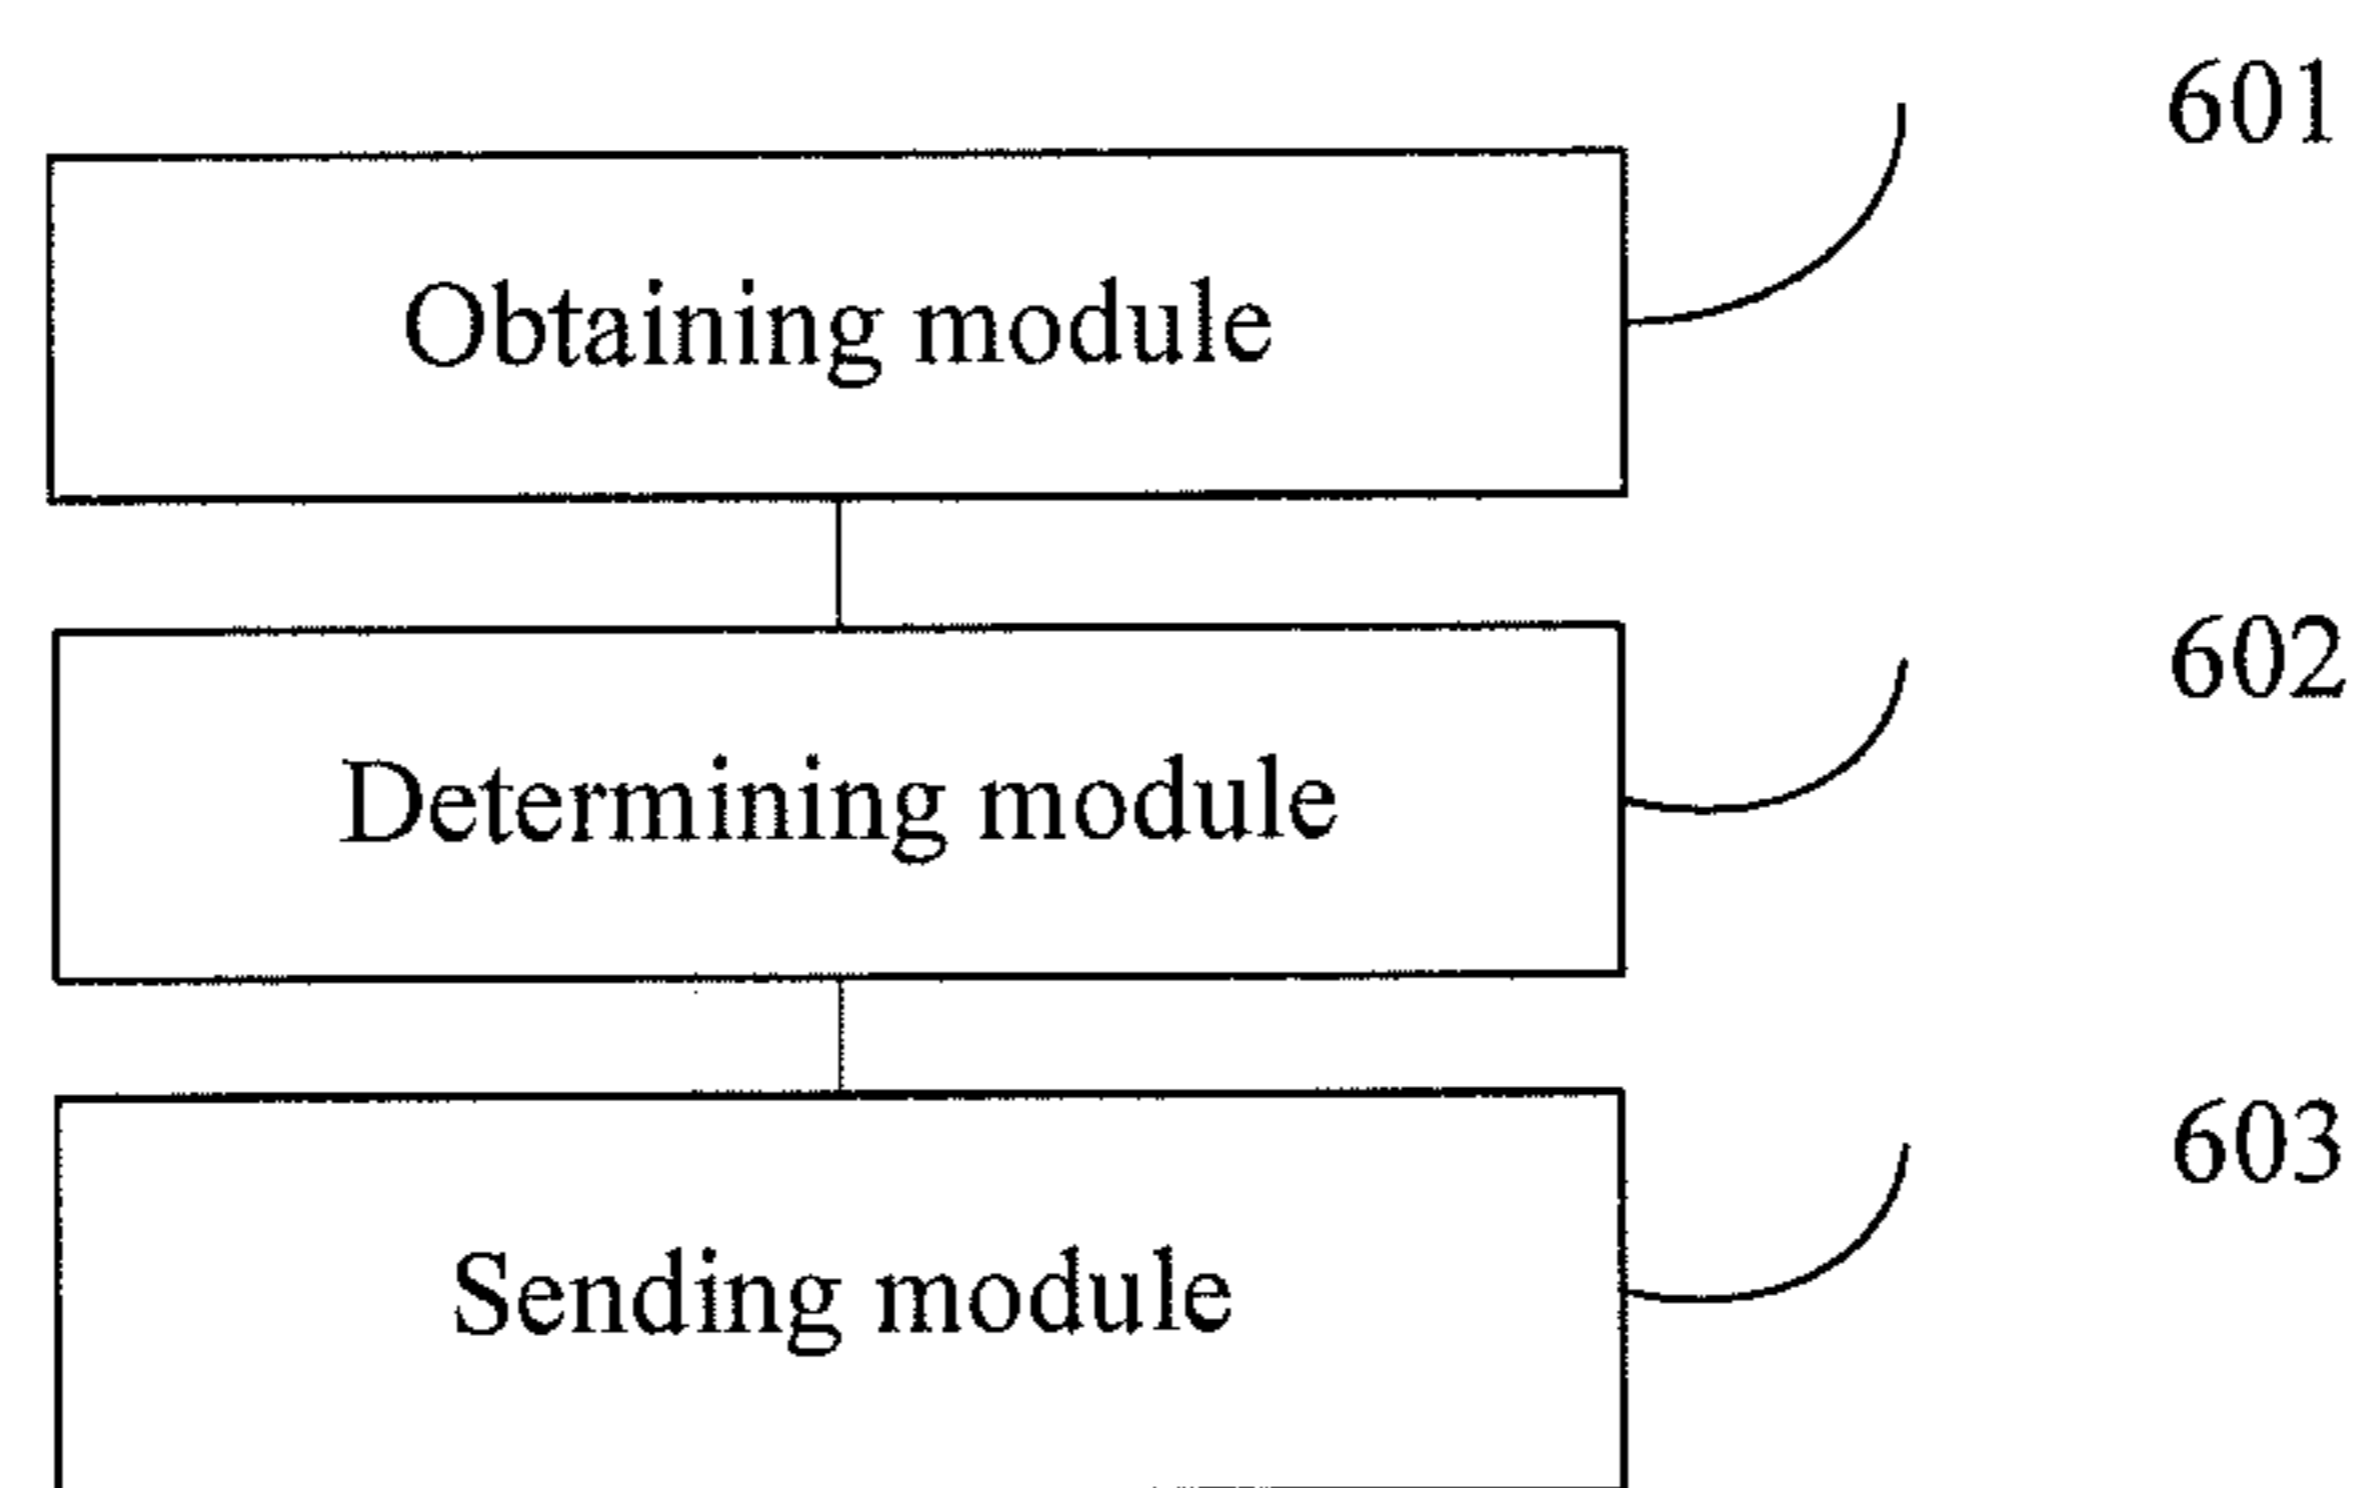 601
Obtaining module
602
Determining module
603
Sending module